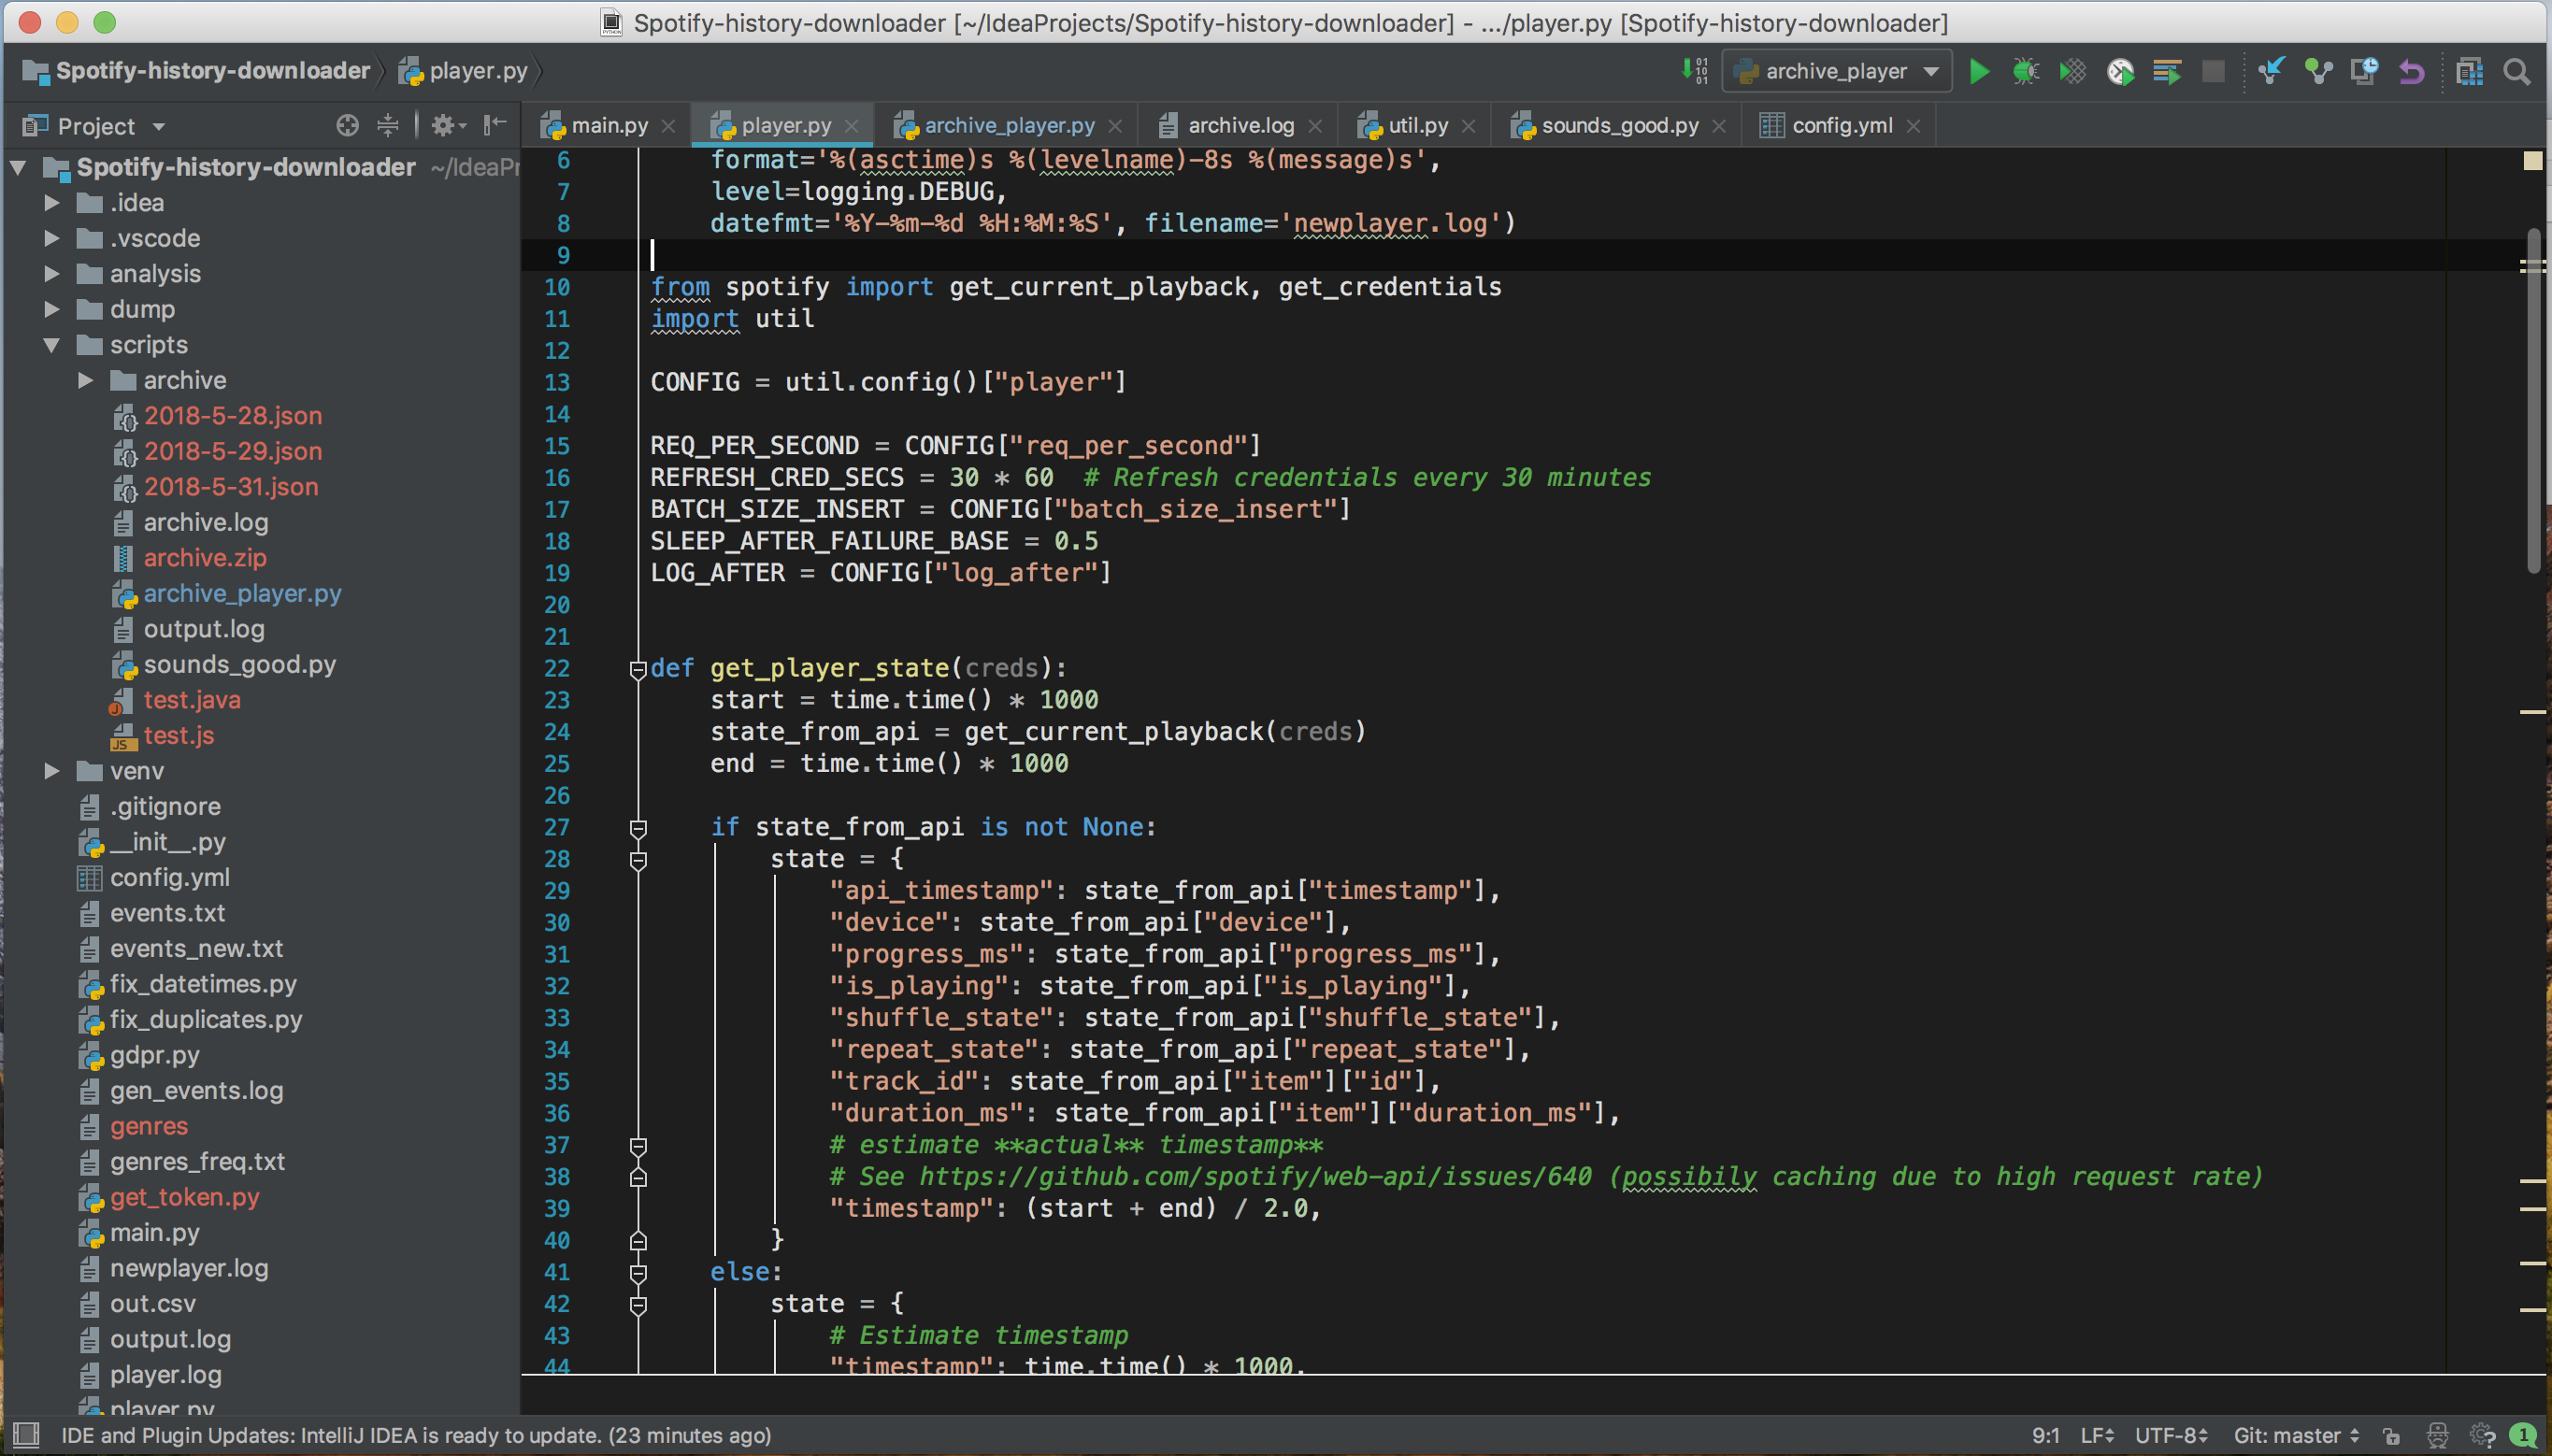 Spotify-history-downloader [~/IdeaProjects/Spotify-history-downloader] - .../player.py [Spotify-history-downloader]
Spotify-history-downloader player.py
archive_player
Project
main.py player.py archive_player.py archive.log util.py sounds_good.py config.yml
Spotify-history-downloader ~/IdeaPr
.idea
.vscode
analysis
dump
scripts
archive
2018-5-28.json
2018-5-29.json
2018-5-31.json
archive.log
archive.zip
archive_player.py
output.log
sounds_good.py
test.java
test.js
venv
.gitignore
__init__.py
config.yml
events.txt
events_new.txt
fix_datetimes.py
fix_duplicates.py
gdpr.py
gen_events.log
genres
genres_freq.txt
get_token.py
main.py
newplayer.log
out.csv
output.log
player.log
player.py
6 format='%(asctime)s %(levelname)-8s %(message)s',
7 level=logging.DEBUG,
8 datefmt='%Y-%m-%d %H:%M:%S', filename='newplayer.log')
9
10 from spotify import get_current_playback, get_credentials
11 import util
12
13 CONFIG = util.config()["player"]
14
15 REQ_PER_SECOND = CONFIG["req_per_second"]
16 REFRESH_CRED_SECS = 30 * 60  # Refresh credentials every 30 minutes
17 BATCH_SIZE_INSERT = CONFIG["batch_size_insert"]
18 SLEEP_AFTER_FAILURE_BASE = 0.5
19 LOG_AFTER = CONFIG["log_after"]
20
21
22 def get_player_state(creds):
23 start = time.time() * 1000
24 state_from_api = get_current_playback(creds)
25 end = time.time() * 1000
26
27 if state_from_api is not None:
28 state = {
29 "api_timestamp": state_from_api["timestamp"],
30 "device": state_from_api["device"],
31 "progress_ms": state_from_api["progress_ms"],
32 "is_playing": state_from_api["is_playing"],
33 "shuffle_state": state_from_api["shuffle_state"],
34 "repeat_state": state_from_api["repeat_state"],
35 "track_id": state_from_api["item"]["id"],
36 "duration_ms": state_from_api["item"]["duration_ms"],
37 # estimate **actual** timestamp**
38 # See https://github.com/spotify/web-api/issues/640 (possibily caching due to high request rate)
39 "timestamp": (start + end) / 2.0,
40 }
41 else:
42 state = {
43 # Estimate timestamp
44 "timestamp": time.time() * 1000,
IDE and Plugin Updates: IntelliJ IDEA is ready to update. (23 minutes ago) 9:1 LF UTF-8 Git: master 1